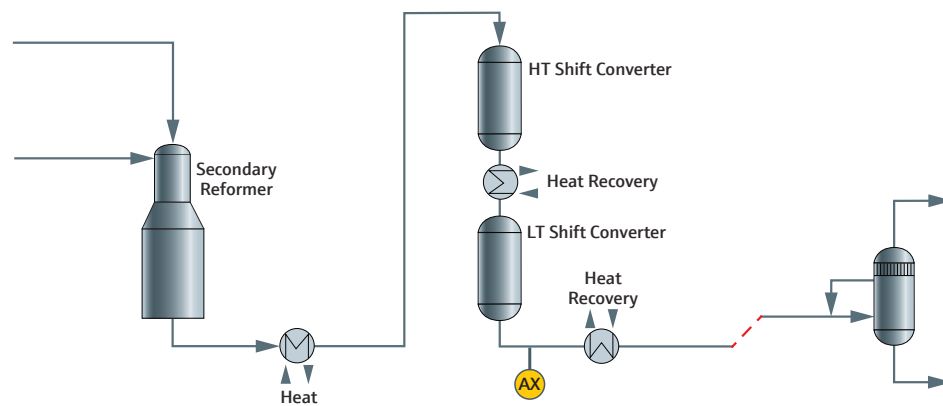 HT Shift Converter
Secondary
Reformer
Heat Recovery
LT Shift Converter
Heat
Recovery
AX
Heat